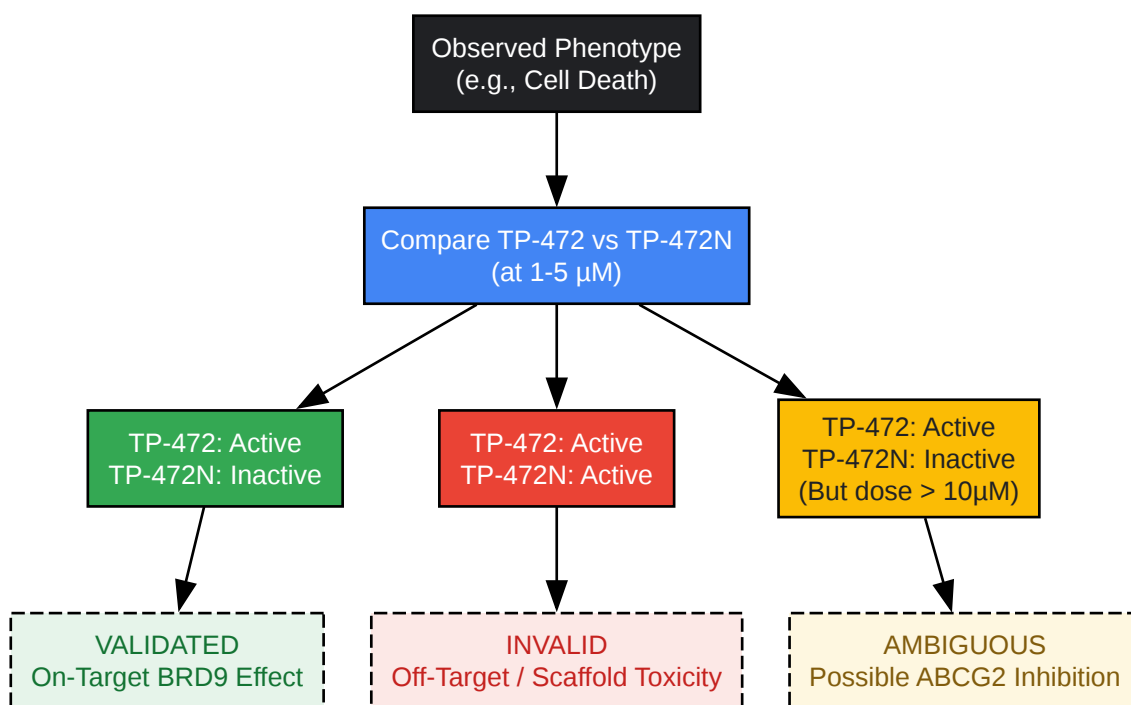 Observed Phenotype
(e.g., Cell Death)
Compare TP-472 vs TP-472N
(at 1-5 µM)
TP-472: Active
TP-472N: Inactive
TP-472: Active
TP-472N: Active
TP-472: Active
TP-472N: Inactive
(But dose > 10µM)
VALIDATED
On-Target BRD9 Effect
INVALID
Off-Target / Scaffold Toxicity
AMBIGUOUS
Possible ABCG2 Inhibition